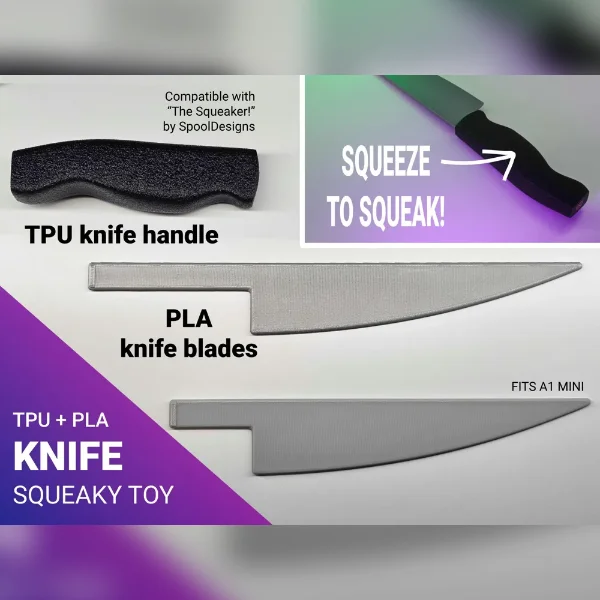 Compatible with
"The Squeaker!"
by SpoolDesigns
TPU knife handle
SQUEEZE
TO SQUEAK!
PLA
knife blades
FITS A1 MINI
TPU + PLA
KNIFE
SQUEAKY TOY